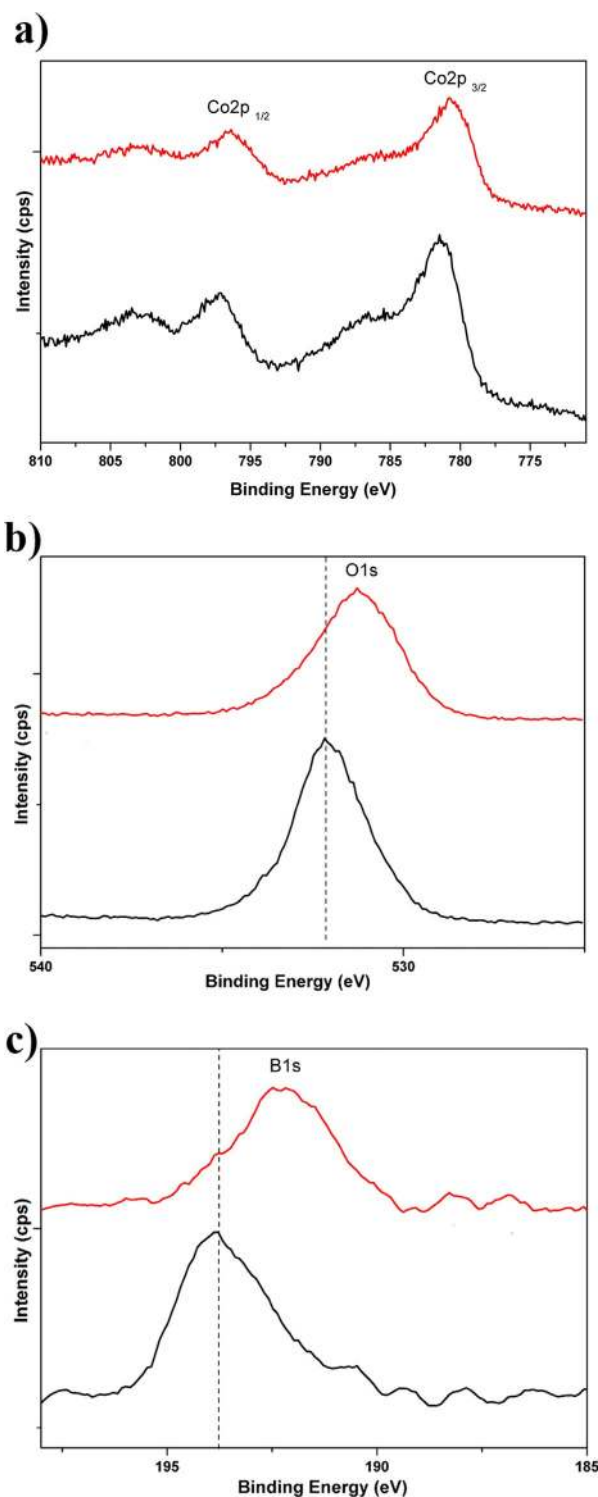 a)
Co2p 1/2
Co2p 3/2
Intensity (cps)
810 805 800 795 790 785 780 775
Binding Energy (eV)
b)
O1s
Intensity (cps)
540 530
Binding Energy (eV)
c)
B1s
Intensity (cps)
195 190 185
Binding Energy (eV)